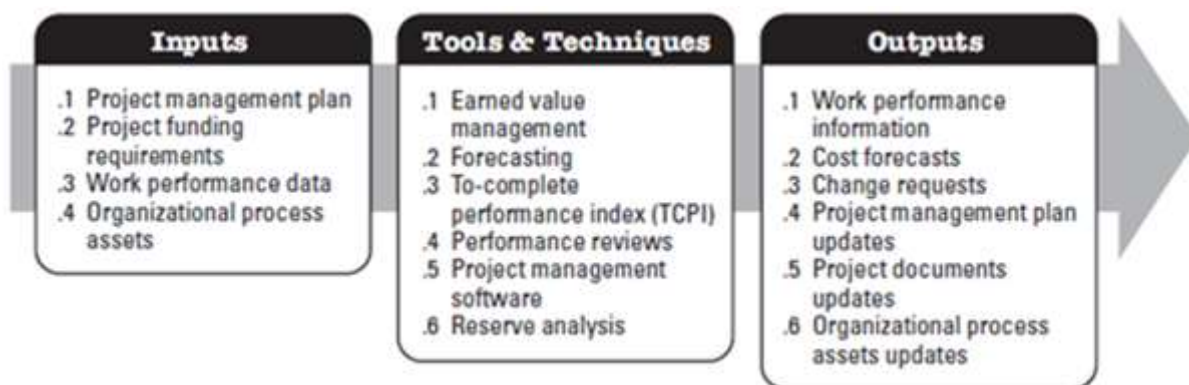 Inputs
.1 Project management plan
.2 Project funding
requirements
.3 Work performance data
.4 Organizational process
assets
Tools & Techniques
.1 Earned value
management
.2 Forecasting
.3 To-complete
performance index (TCPI)
.4 Performance reviews
.5 Project management
software
.6 Reserve analysis
Outputs
.1 Work performance
information
.2 Cost forecasts
.3 Change requests
.4 Project management plan
updates
.5 Project documents
updates
.6 Organizational process
assets updates